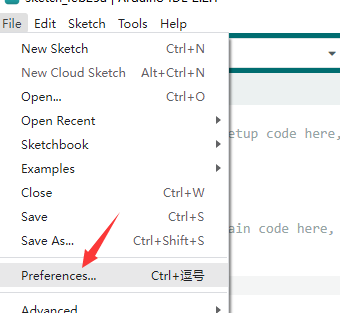 File Edit Sketch Tools Help
New Sketch Ctrl+N
New Cloud Sketch Alt+Ctrl+N
Open... Ctrl+O
Open Recent
Sketchbook
Examples
Close Ctrl+W
Save Ctrl+S
Save As... Ctrl+Shift+S
Preferences... Ctrl+逗号
Advanced
etup code here,
ain code here,